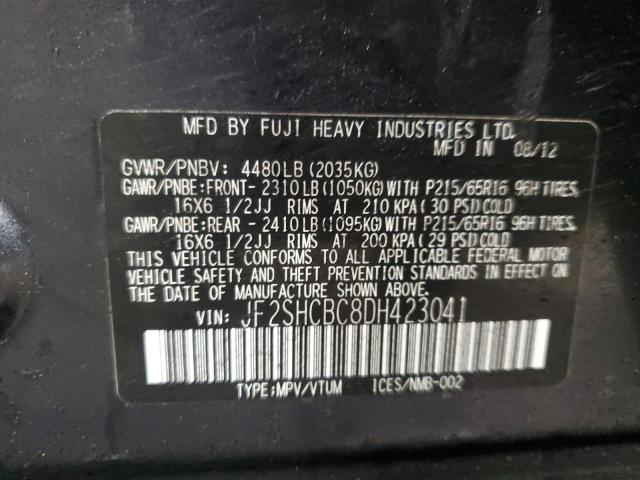 MFD BY FUJI HEAVY INDUSTRIES LTD.
MFD IN 08/12
GVWR/PNBV: 4480LB (2035KG)
GAWR/PNBE:FRONT- 2310LB (1050KG) WITH P215/65R16 96H TIRES,
16X6 1/2JJ RIMS AT 210 KPA (30 PSI) COLD
GAWR/PNBE:REAR - 2410LB (1095KG) WITH P215/65R16 96H TIRES,
16X6 1/2JJ RIMS AT 200 KPA (29 PSI) COLD
THIS VEHICLE CONFORMS TO ALL APPLICABLE FEDERAL MOTOR
VEHICLE SAFETY AND THEFT PREVENTION STANDARDS IN EFFECT ON
THE DATE OF MANUFACTURE SHOWN ABOVE.
VIN: JF2SHCBC8DH423041
TYPE:MPV/VTUM ICES/NMB-002